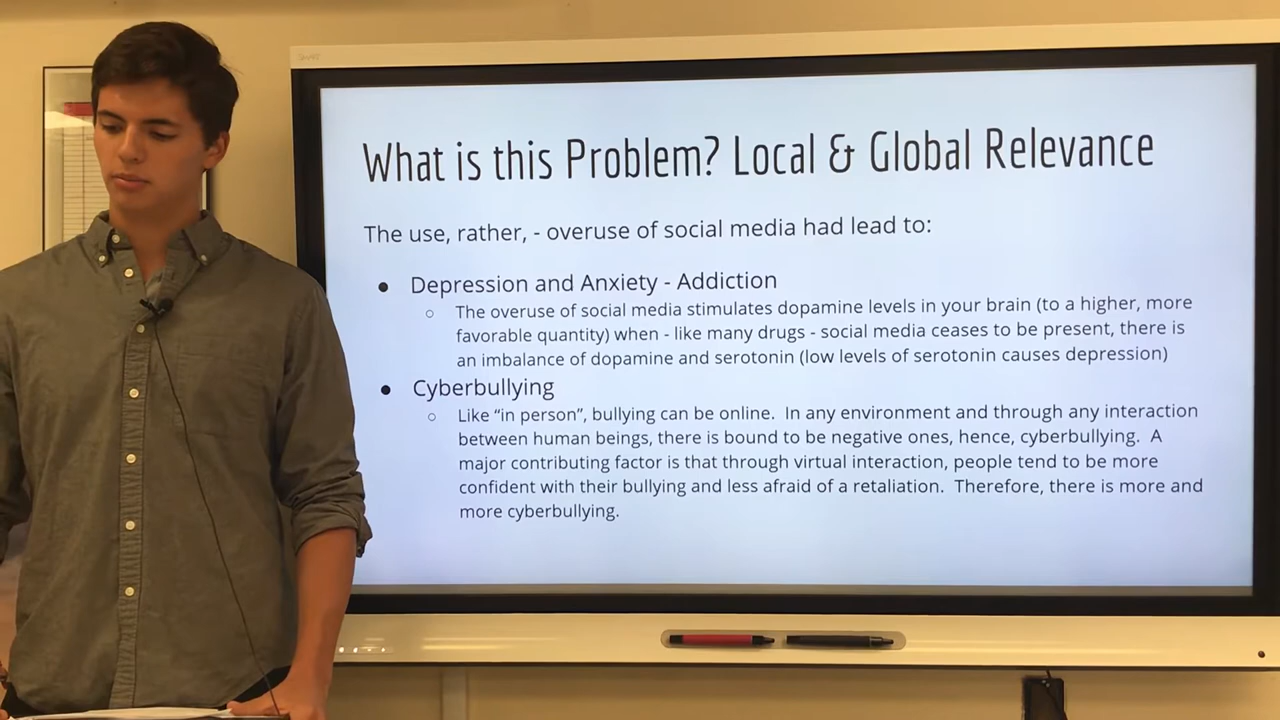 What is this Problem? Local & Global Relevance
The use, rather, - overuse of social media had lead to:
● Depression and Anxiety - Addiction
○ The overuse of social media stimulates dopamine levels in your brain (to a higher, more
favorable quantity) when - like many drugs - social media ceases to be present, there is
an imbalance of dopamine and serotonin (low levels of serotonin causes depression)
● Cyberbullying
○ Like “in person”, bullying can be online. In any environment and through any interaction
between human beings, there is bound to be negative ones, hence, cyberbullying. A
major contributing factor is that through virtual interaction, people tend to be more
confident with their bullying and less afraid of a retaliation. Therefore, there is more and
more cyberbullying.